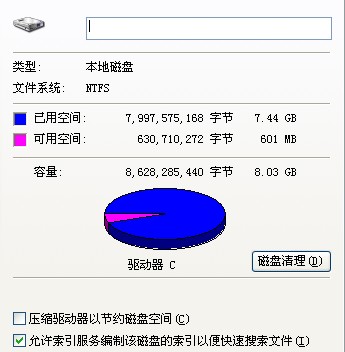 类型: 本地磁盘
文件系统: NTFS
已用空间: 7,997,575,168 字节 7.44 GB
可用空间: 630,710,272 字节 601 MB
容量: 8,628,285,440 字节 8.03 GB
驱动器 C
磁盘清理(D)
压缩驱动器以节约磁盘空间(C)
允许索引服务编制该磁盘的索引以便快速搜索文件(I)